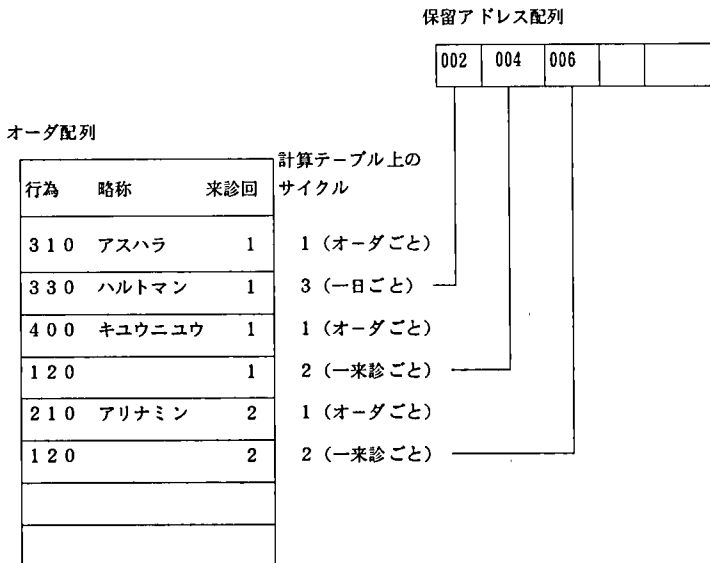 保留アドレス配列
002 004 006
オーダ配列
計算テーブル上の
サイクル
行為 略称 来診回
310 アスハラ 1 1 (オーダごと)
330 ハルトマン 1 3 (一日ごと)
400 キユウニユウ 1 1 (オーダごと)
120 1 2 (一来診ごと)
210 アリナミン 2 1 (オーダごと)
120 2 2 (一来診ごと)